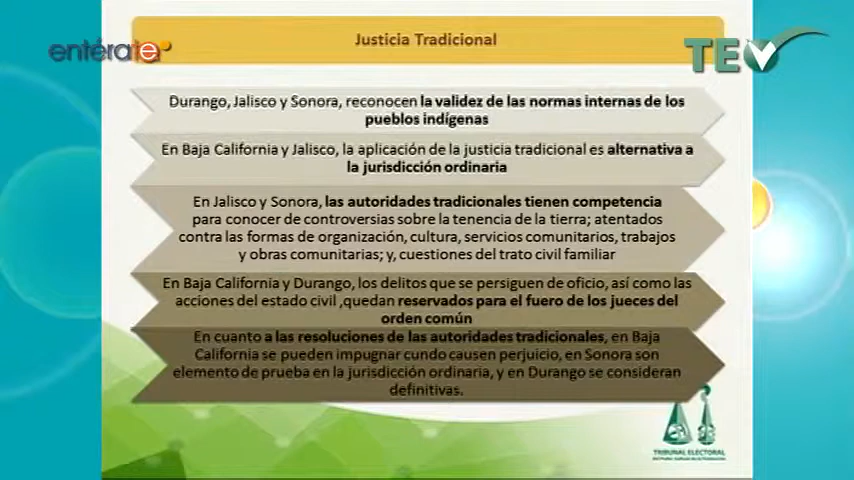 Justicia Tradicional
entérate
TEV
Durango, Jalisco y Sonora, reconocen la validez de las normas internas de los
pueblos indígenas
En Baja California y Jalisco, la aplicación de la justicia tradicional es alternativa a
la jurisdicción ordinaria
En Jalisco y Sonora, las autoridades tradicionales tienen competencia
para conocer de controversias sobre la tenencia de la tierra; atentados
contra las formas de organización, cultura, servicios comunitarios, trabajos
y obras comunitarias; y, cuestiones del trato civil familiar
En Baja California y Durango, los delitos que se persiguen de oficio, así como las
acciones del estado civil ,quedan reservados para el fuero de los jueces del
orden común
En cuanto a las resoluciones de las autoridades tradicionales, en Baja
California se pueden impugnar cundo causen perjuicio, en Sonora son
elemento de prueba en la jurisdicción ordinaria, y en Durango se consideran
definitivas.
TRIBUNAL ELECTORAL